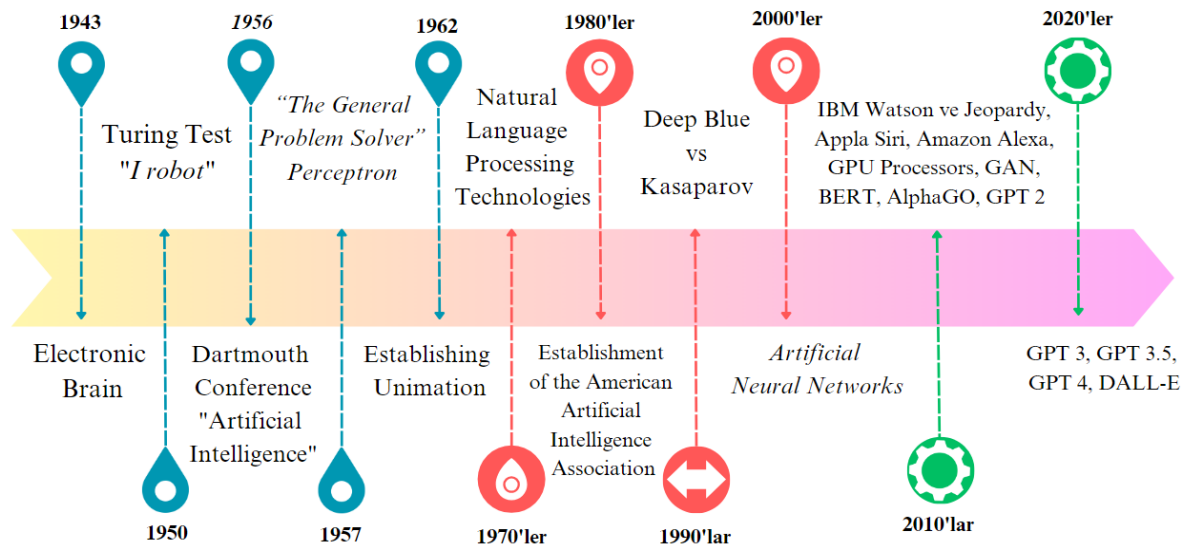 1943
1956
1962
1980'ler
2000'ler
2020'ler
Turing Test
"I robot"
“The General
Problem Solver”
Perceptron
Natural
Language
Processing
Technologies
Deep Blue
vs
Kasaparov
IBM Watson ve Jeopardy,
Appla Siri, Amazon Alexa,
GPU Processors, GAN,
BERT, AlphaGO, GPT 2
Electronic
Brain
Dartmouth
Conference
"Artificial
Intelligence"
Establishing
Unimation
Establishment
of the American
Artificial
Intelligence
Association
Artificial
Neural Networks
GPT 3, GPT 3.5,
GPT 4, DALL-E
1950
1957
1970'ler
1990'lar
2010'lar